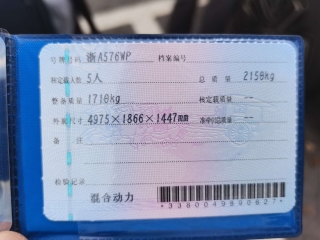 号牌号码 浙A576WP 档案编号
核定载人数 5人 总质量 2158kg
整备质量 1718kg 核定载质量 --
外廓尺寸 4975×1866×1447mm 准牵引总质量 --
备注
检验记录
混合动力
*3380049890827*